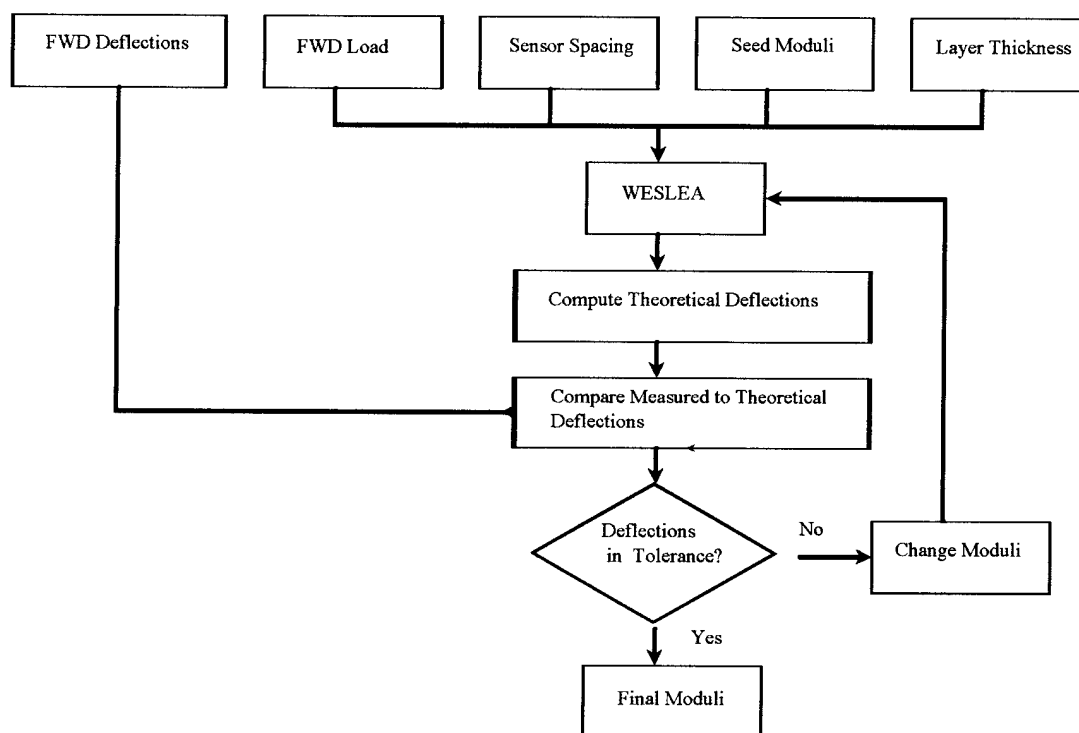 FWD Deflections
FWD Load
Sensor Spacing
Seed Moduli
Layer Thickness
WESLEA
Compute Theoretical Deflections
Compare Measured to Theoretical
Deflections
Deflections
in Tolerance?
No
Change Moduli
Yes
Final Moduli